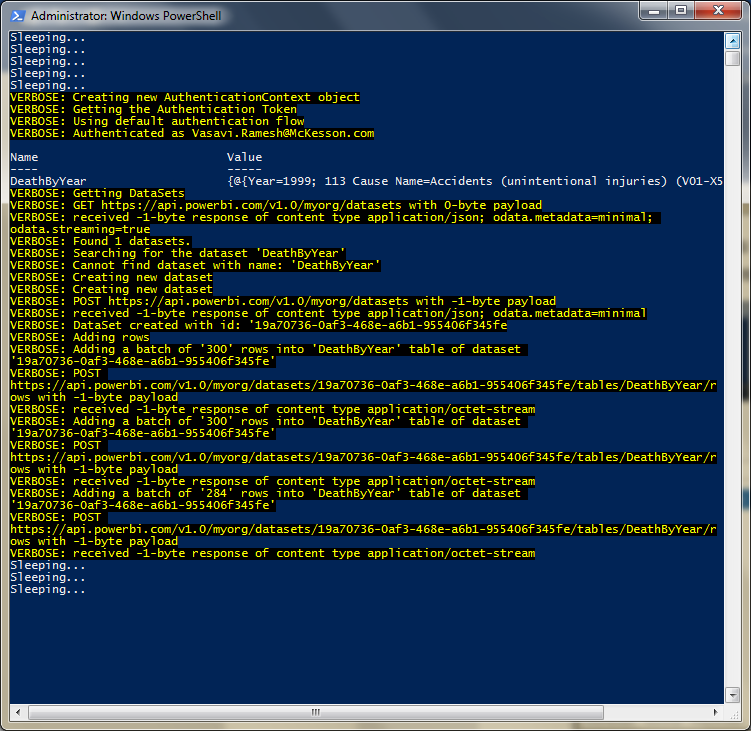 Administrator: Windows PowerShell
Sleeping...
Sleeping...
Sleeping...
Sleeping...
Sleeping...
VERBOSE: Creating new AuthenticationContext object
VERBOSE: Getting the Authentication Token
VERBOSE: Using default authentication flow
VERBOSE: Authenticated as Vasavi.Ramesh@McKesson.com
Name Value
---- -----
DeathByYear {@{Year=1999; 113 Cause Name=Accidents (unintentional injuries) (V01-X5
VERBOSE: Getting DataSets
VERBOSE: GET https://api.powerbi.com/v1.0/myorg/datasets with 0-byte payload
VERBOSE: received -1-byte response of content type application/json; odata.metadata=minimal;
odata.streaming=true
VERBOSE: Found 1 datasets.
VERBOSE: Searching for the dataset 'DeathByYear'
VERBOSE: Cannot find dataset with name: 'DeathByYear'
VERBOSE: Creating new dataset
VERBOSE: Creating new dataset
VERBOSE: POST https://api.powerbi.com/v1.0/myorg/datasets with -1-byte payload
VERBOSE: received -1-byte response of content type application/json; odata.metadata=minimal
VERBOSE: DataSet created with id: '19a70736-0af3-468e-a6b1-955406f345fe
VERBOSE: Adding rows
VERBOSE: Adding a batch of '300' rows into 'DeathByYear' table of dataset
'19a70736-0af3-468e-a6b1-955406f345fe'
VERBOSE: POST
https://api.powerbi.com/v1.0/myorg/datasets/19a70736-0af3-468e-a6b1-955406f345fe/tables/DeathByYear/r
ows with -1-byte payload
VERBOSE: received -1-byte response of content type application/octet-stream
VERBOSE: Adding a batch of '300' rows into 'DeathByYear' table of dataset
'19a70736-0af3-468e-a6b1-955406f345fe'
VERBOSE: POST
https://api.powerbi.com/v1.0/myorg/datasets/19a70736-0af3-468e-a6b1-955406f345fe/tables/DeathByYear/r
ows with -1-byte payload
VERBOSE: received -1-byte response of content type application/octet-stream
VERBOSE: Adding a batch of '284' rows into 'DeathByYear' table of dataset
'19a70736-0af3-468e-a6b1-955406f345fe'
VERBOSE: POST
https://api.powerbi.com/v1.0/myorg/datasets/19a70736-0af3-468e-a6b1-955406f345fe/tables/DeathByYear/r
ows with -1-byte payload
VERBOSE: received -1-byte response of content type application/octet-stream
Sleeping...
Sleeping...
Sleeping...